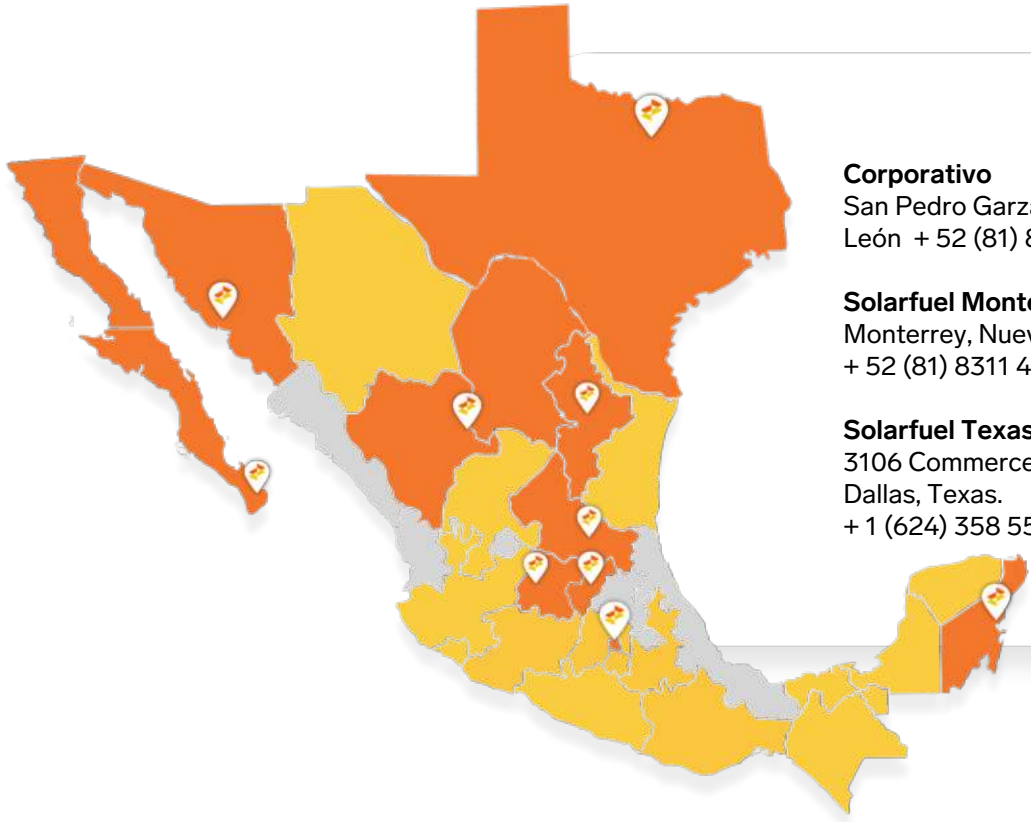 Corporativo
San Pedro Garza
León + 52 (81) 8
Solarfuel Monte
Monterrey, Nuev
+ 52 (81) 8311 4
Solarfuel Texas
3106 Commerce
Dallas, Texas.
+ 1 (624) 358 55